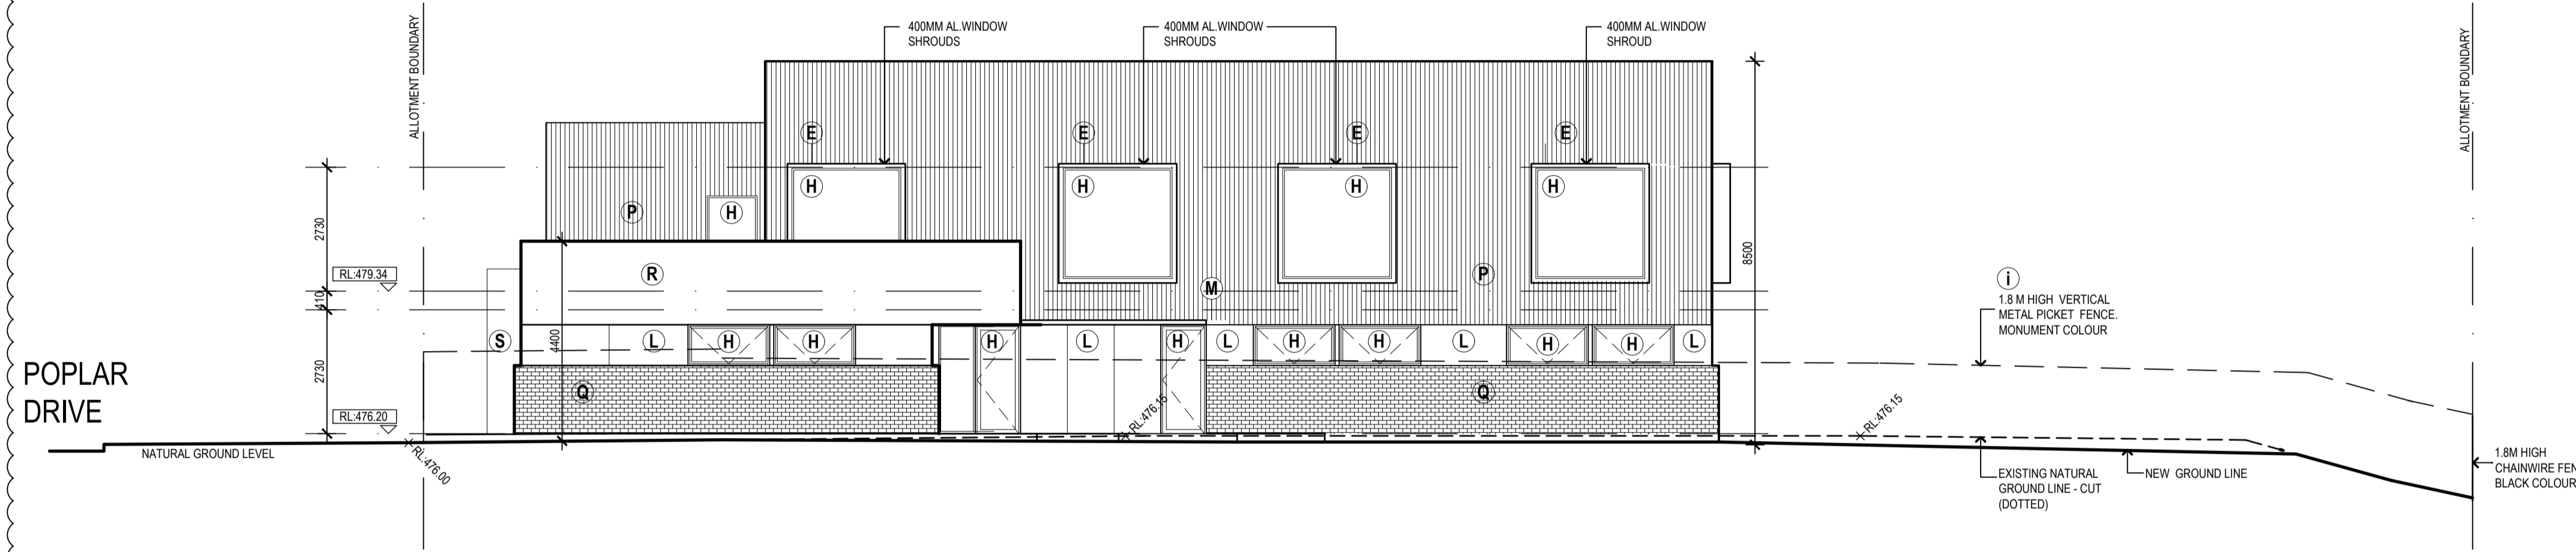 ALLOTMENT BOUNDARY
400MM AL.WINDOW
SHROUDS
400MM AL.WINDOW
SHROUDS
400MM AL.WINDOW
SHROUD
ALLOTMENT BOUNDARY
E
E
E
E
H
H
H
H
P
H
2730
RL:479.34
410
R
M
P
8500
i
1.8 M HIGH VERTICAL
METAL PICKET FENCE.
MONUMENT COLOUR
S
L
H
H
4400
H
L
H
L
H
H
L
H
H
L
POPLAR
DRIVE
2730
RL:476.20
Q
Q
RL:476.15
RL:476.15
NATURAL GROUND LEVEL
RL:476.00
EXISTING NATURAL
GROUND LINE - CUT
(DOTTED)
NEW GROUND LINE
1.8M HIGH
CHAINWIRE FEN
BLACK COLOUR